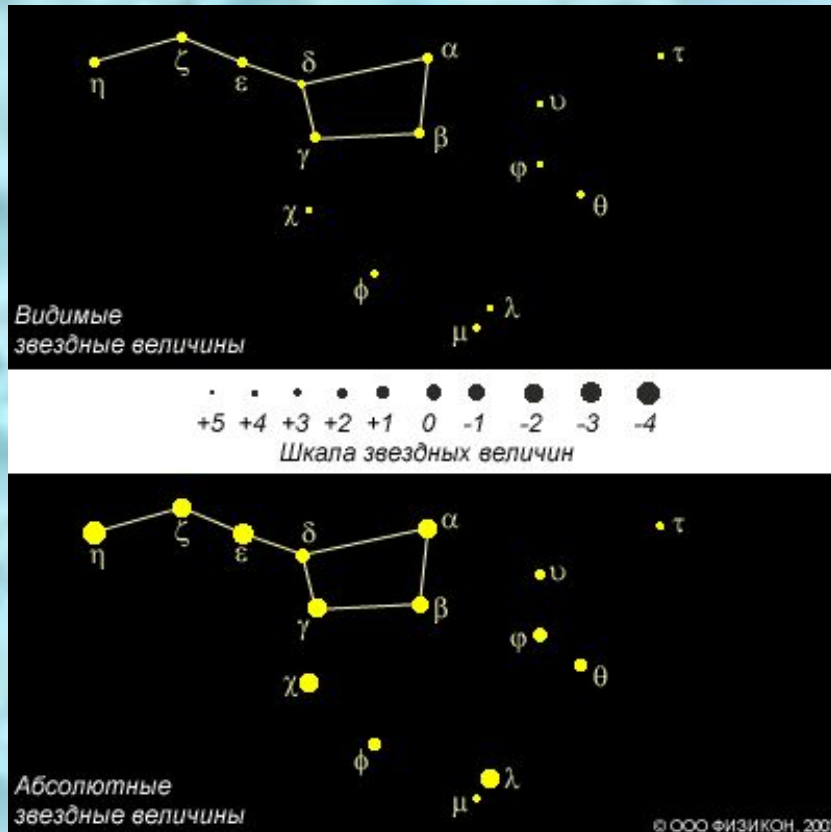 α
τ
ζ
δ
υ
η
ε
γ
β
φ
θ
χ
ϕ
λ
μ
Видимые
звездные величины
+5 +4 +3 +2 +1 0 -1 -2 -3 -4
Шкала звездных величин
α
τ
ζ
δ
υ
η
ε
γ
β
φ
θ
χ
ϕ
λ
μ
Абсолютные
звездные величины
© ООО ФИЗИКОН,